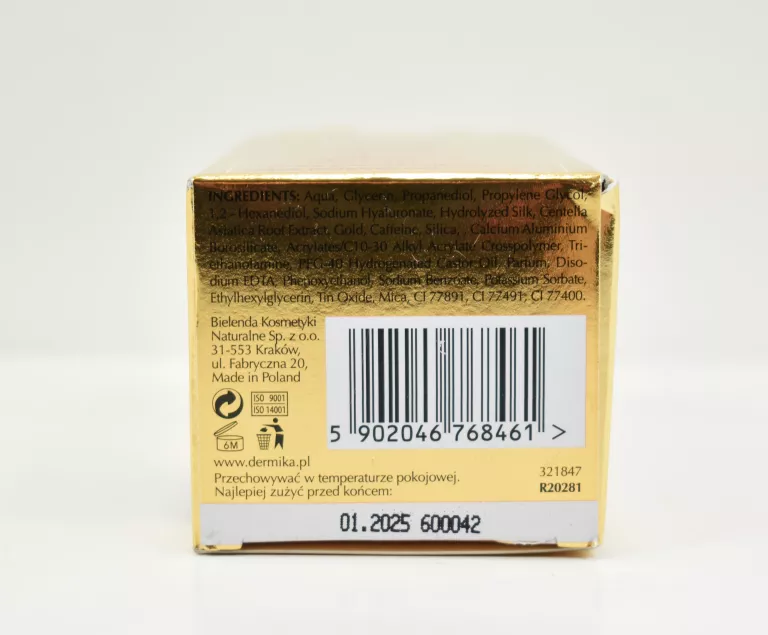 INGREDIENTS: Aqua, Glycerin, Propanediol, Propylene Glycol,
1,2 - Hexanediol, Sodium Hyaluronate, Hydrolyzed Silk, Centella
Asiatica Root Extract, Gold, Caffeine, Silica, , Calcium Aluminium
Borosilicate, Acrylates/C10-30 Alkyl Acrylate Crosspolymer, Tri-
ethanolamine, PEG-40 Hydrogenated Castor Oil, Parfum, Diso-
dium EDTA, Phenoxyethanol, Sodium Benzoate, Potassium Sorbate,
Ethylhexylglycerin, Tin Oxide, Mica, CI 77891, CI 77491, CI 77400.
Bielenda Kosmetyki
Naturalne Sp. z o.o.
31-553 Kraków,
ul. Fabryczna 20,
Made in Poland
ISO 9001
ISO 14001
6M
5 902046 768461 >
www.dermika.pl
Przechowywać w temperaturze pokojowej.
Najlepiej zużyć przed końcem:
321847
R20281
01.2025 600042